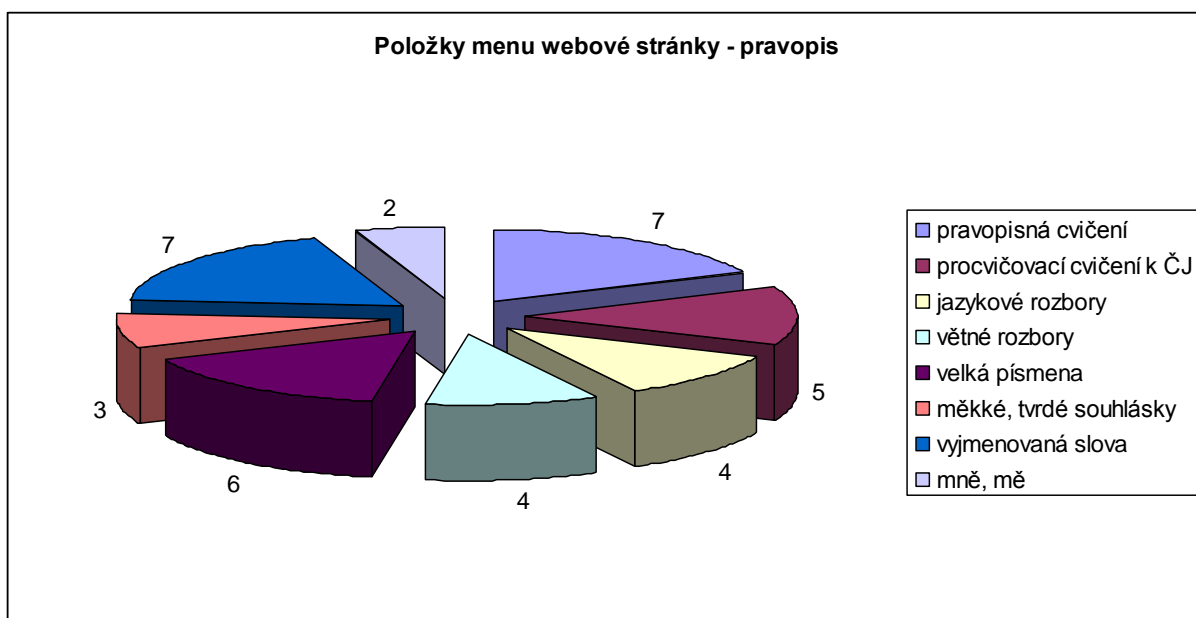 Položky menu webové stránky - pravopis
2
7
7
5
3
6
4
4
pravopisná cvičení
procvičovací cvičení k ČJ
jazykové rozbory
větné rozbory
velká písmena
měkké, tvrdé souhlásky
vyjmenovaná slova
mně, mě